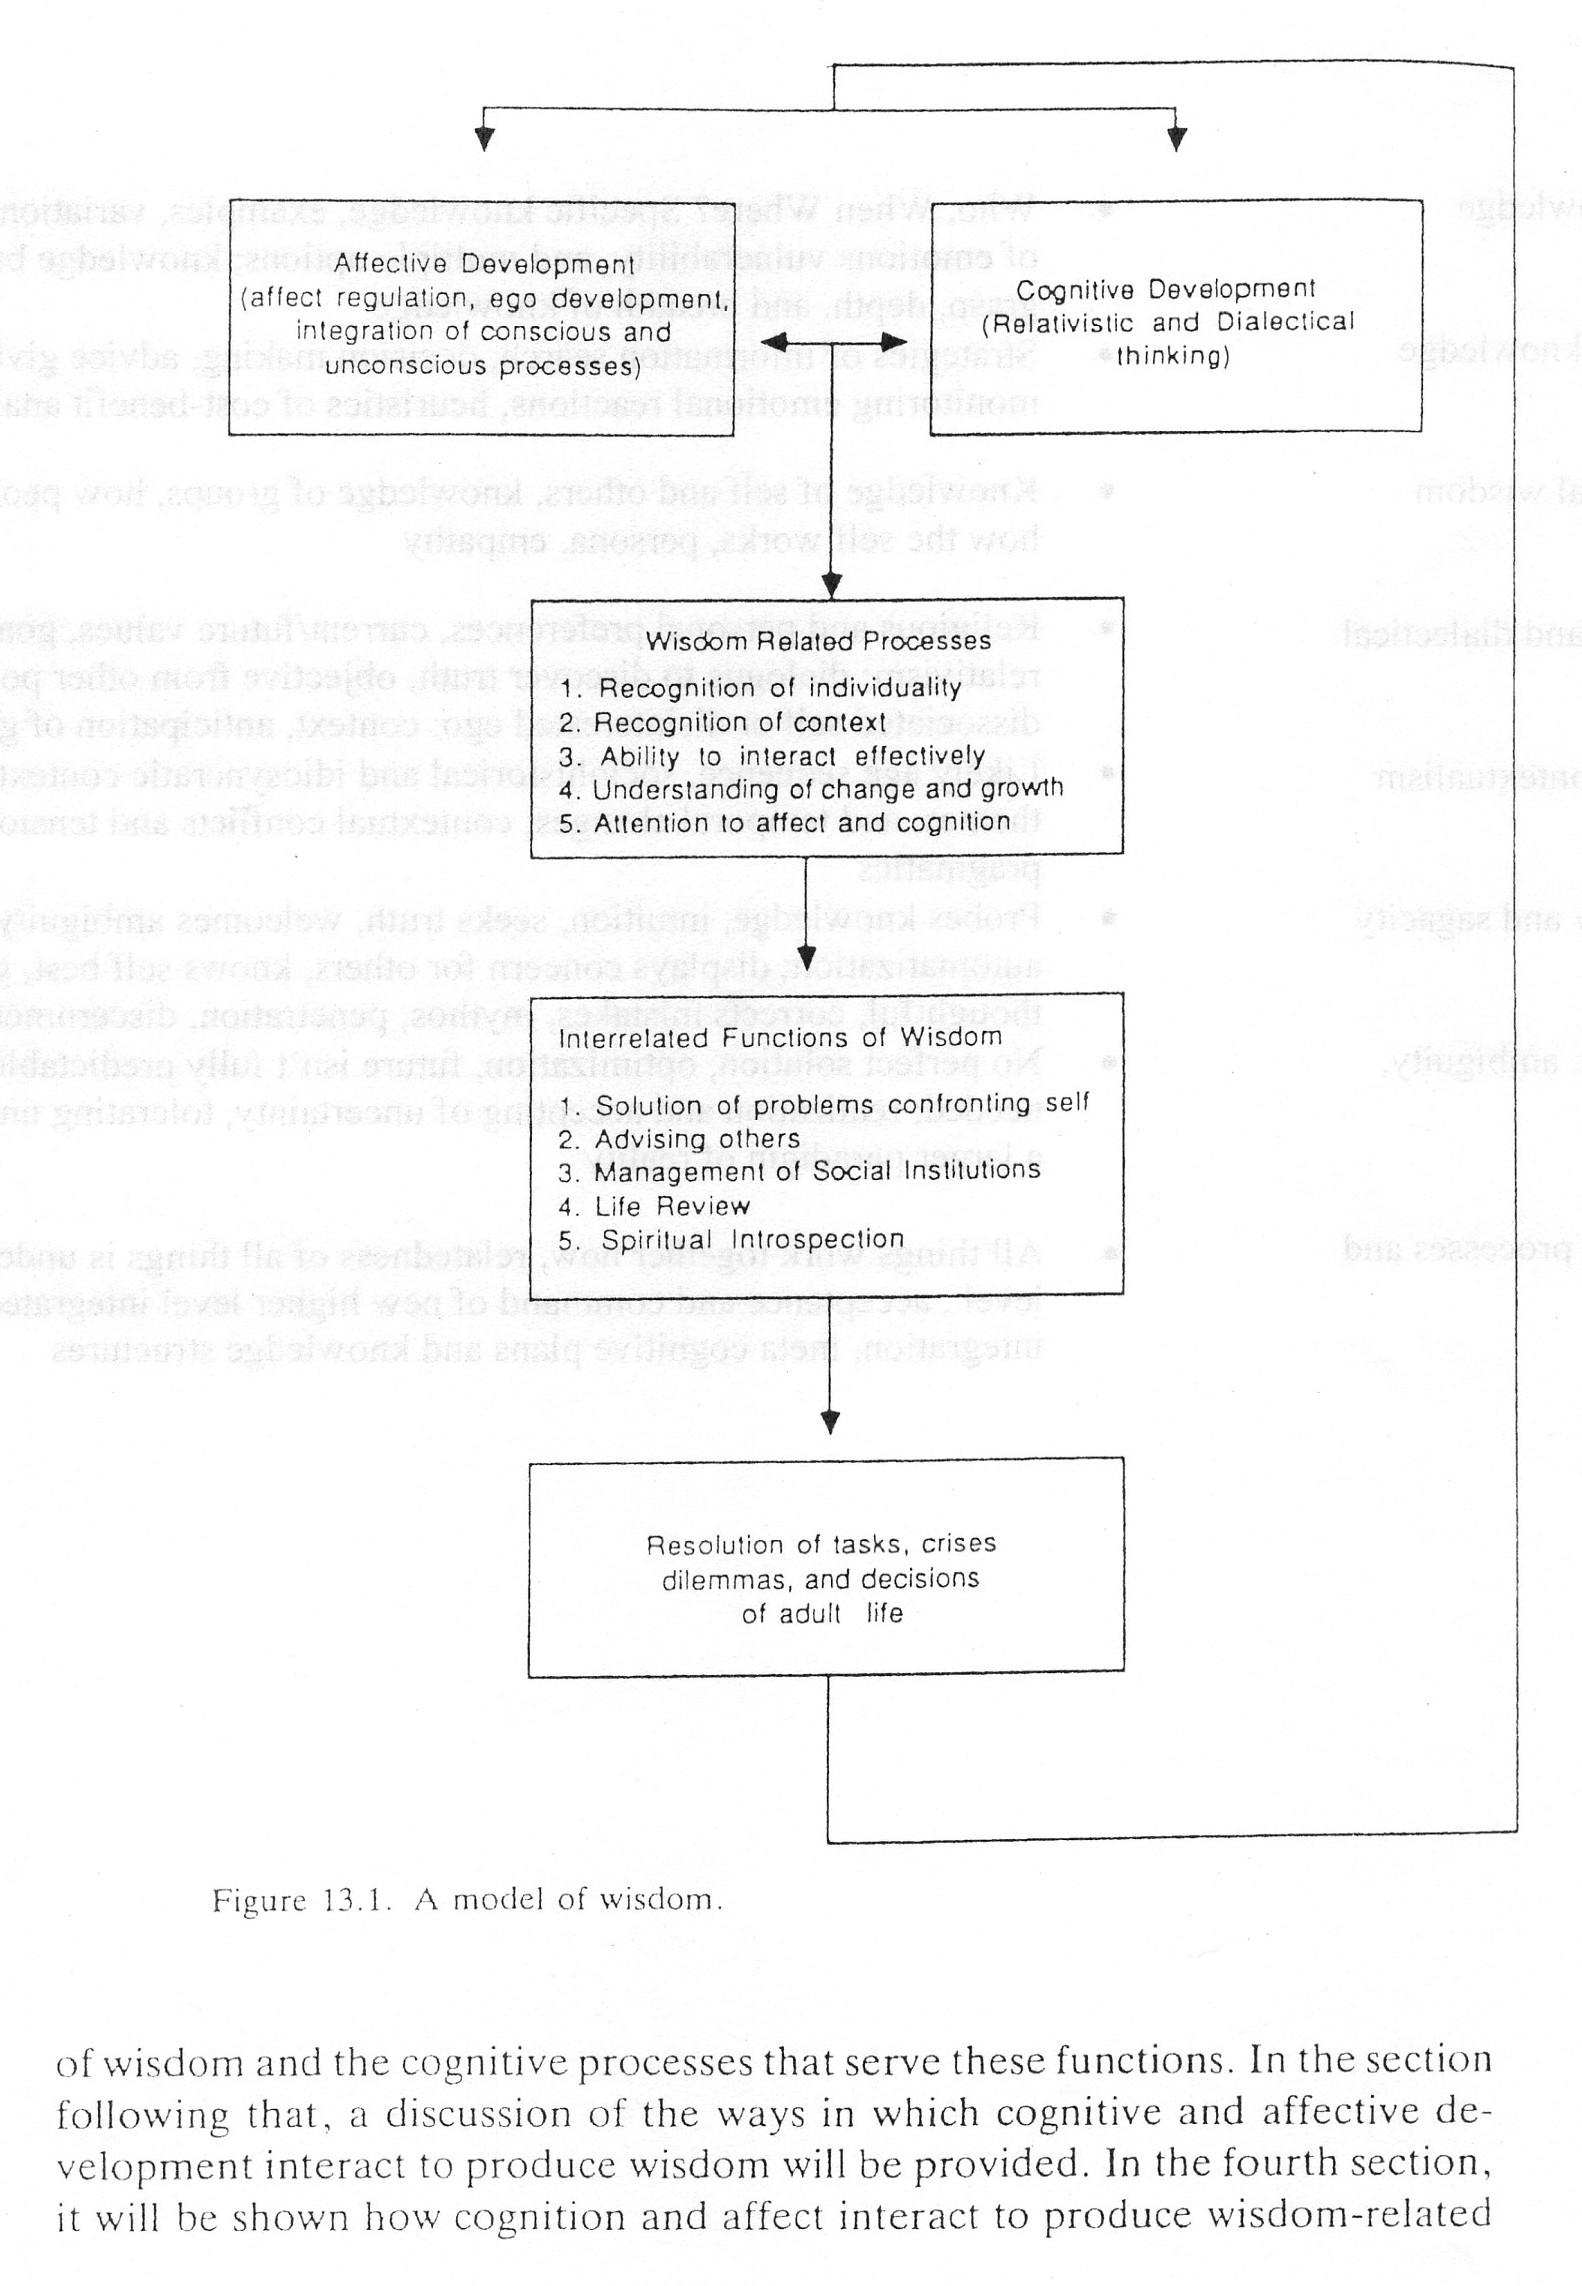 Affective Development
(affect regulation, ego development,
integration of conscious and
unconscious processes)
Cognitive Development
(Relativistic and Dialectical
thinking)
Wisdom Related Processes
1. Recognition of individuality
2. Recognition of context
3. Ability to interact effectively
4. Understanding of change and growth
5. Attention to affect and cognition
Interrelated Functions of Wisdom
1. Solution of problems confronting self
2. Advising others
3. Management of Social Institutions
4. Life Review
5. Spiritual Introspection
Resolution of tasks, crises
dilemmas, and decisions
of adult life
Figure 13.1. A model of wisdom.
of wisdom and the cognitive processes that serve these functions. In the section
following that, a discussion of the ways in which cognitive and affective de-
velopment interact to produce wisdom will be provided. In the fourth section,
it will be shown how cognition and affect interact to produce wisdom-related